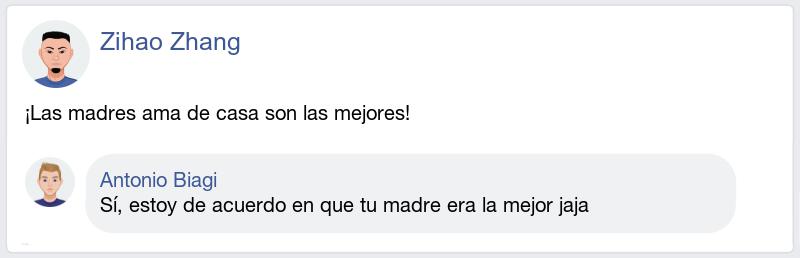 Zihao Zhang
¡Las madres ama de casa son las mejores!
Antonio Biagi
Sí, estoy de acuerdo en que tu madre era la mejor jaja